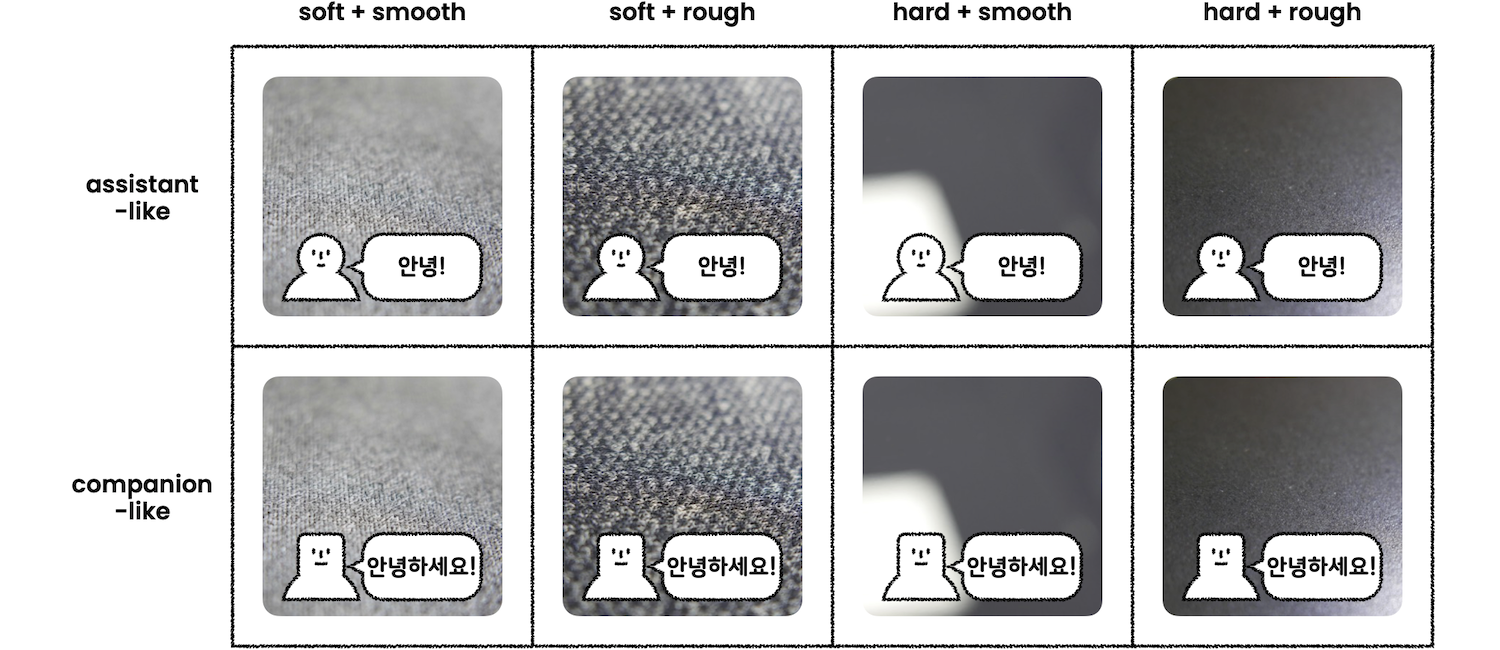 soft + smooth
soft + rough
hard + smooth
hard + rough
assistant
-like
안녕!
안녕!
안녕!
안녕!
companion
-like
안녕하세요!
안녕하세요!
안녕하세요!
안녕하세요!